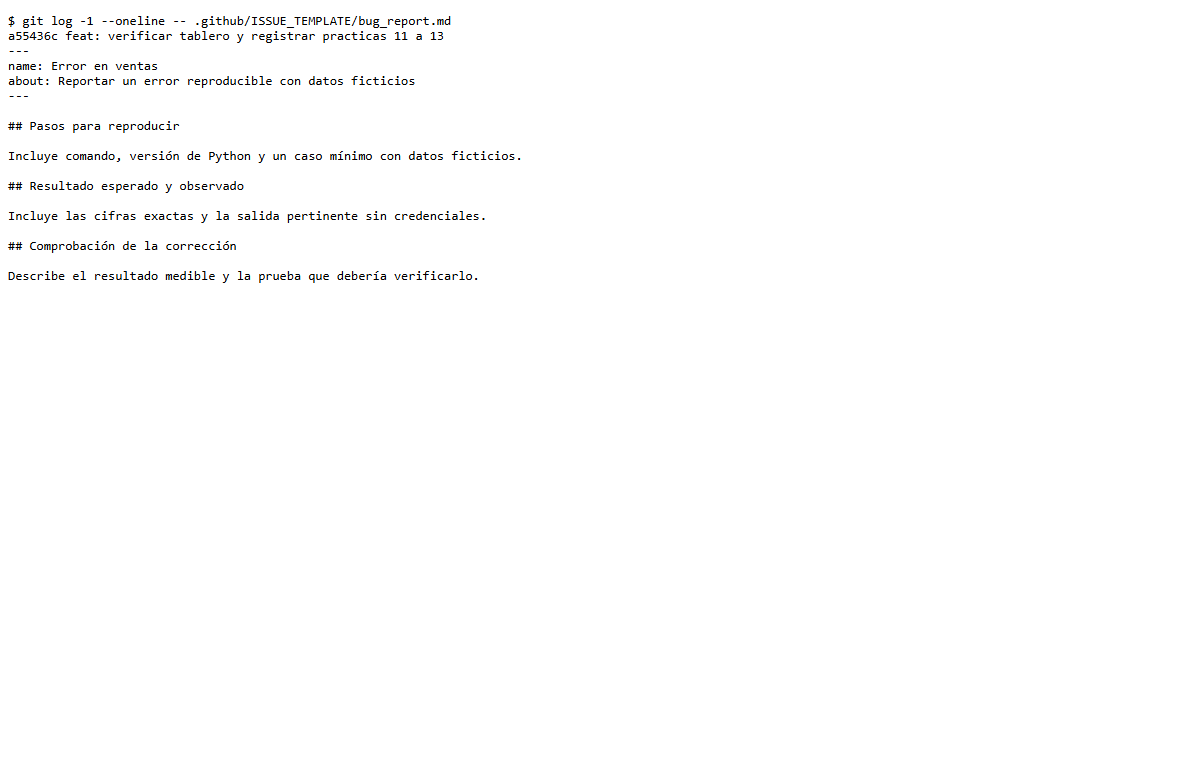 $ git log -1 --oneline -- .github/ISSUE_TEMPLATE/bug_report.md
a55436c feat: verificar tablero y registrar practicas 11 a 13
---
name: Error en ventas
about: Reportar un error reproducible con datos ficticios
---
## Pasos para reproducir
Incluye comando, versión de Python y un caso mínimo con datos ficticios.
## Resultado esperado y observado
Incluye las cifras exactas y la salida pertinente sin credenciales.
## Comprobación de la corrección
Describe el resultado medible y la prueba que debería verificarlo.